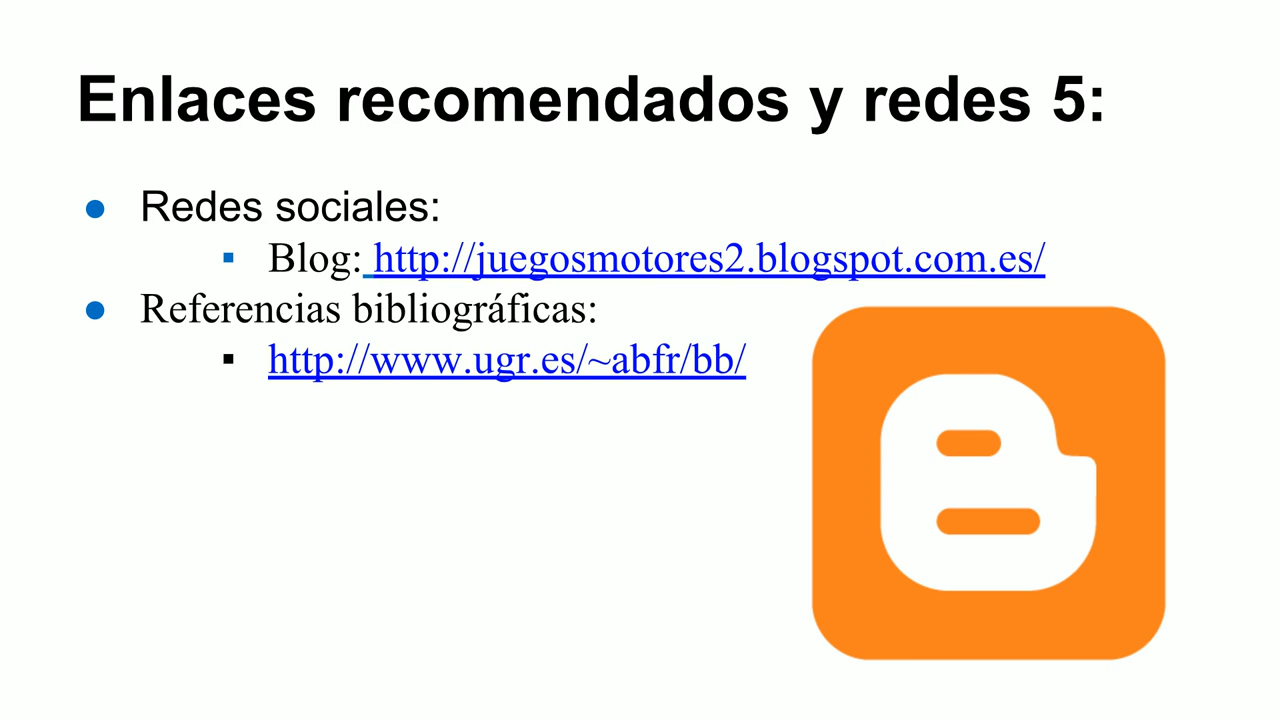 Enlaces recomendados y redes 5:
● Redes sociales:
▪ Blog: http://juegosmotores2.blogspot.com.es/
● Referencias bibliográficas:
▪ http://www.ugr.es/~abfr/bb/